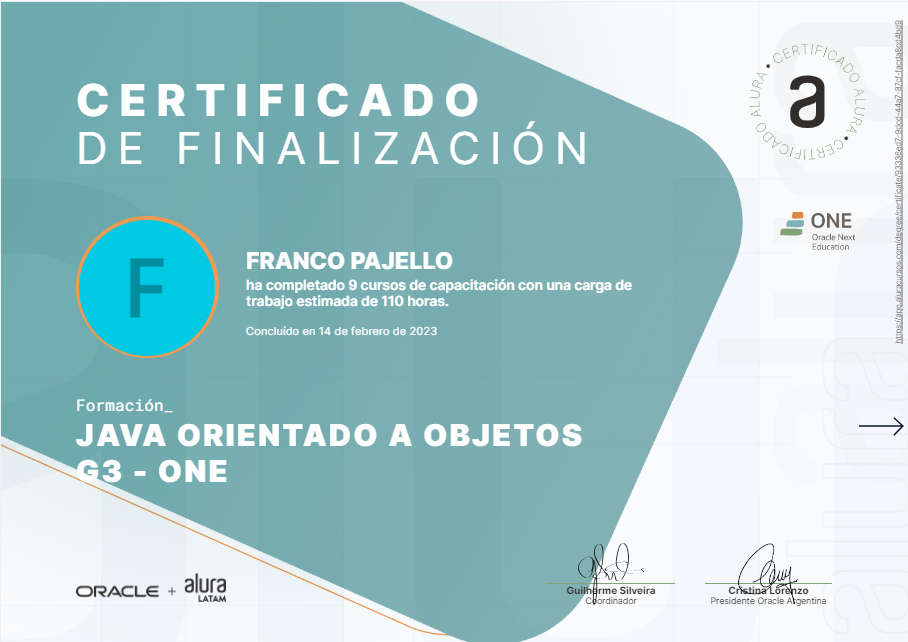 CERTIFICADO
DE FINALIZACIÓN
CERTIFICADO ALURA • CERTIFICADO ALURA •
a
ONE
Oracle Next
Education
F
FRANCO PAJELLO
ha completado 9 cursos de capacitación con una carga de
trabajo estimada de 110 horas.
Concluído en 14 de febrero de 2023
Formación_
JAVA ORIENTADO A OBJETOS
G3 - ONE
ORACLE + alura
LATAM
Guilherme Silveira
Coordinador
Cristina Lorenzo
Presidente Oracle Argentina
alura